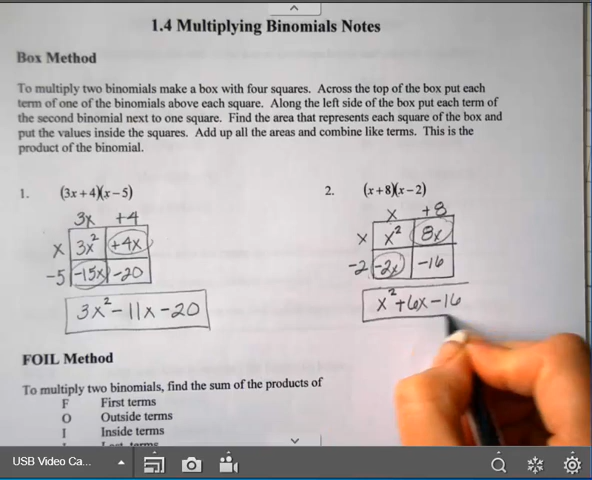 1.4 Multiplying Binomials Notes
Box Method
To multiply two binomials make a box with four squares. Across the top of the box put each
term of one of the binomials above each square. Along the left side of the box put each term of
the second binomial next to one square. Find the area that represents each square of the box and
put the values inside the squares. Add up all the areas and combine like terms. This is the
product of the binomial.
1. (3x+4)(x−5)
3x +4
x 3x² +4x
-5 -15x -20
3x² - 11x - 20
2. (x+8)(x−2)
x +8
x x² 8x
-2 -2x -16
x² + 6x - 16
FOIL Method
To multiply two binomials, find the sum of the products of
F First terms
O Outside terms
I Inside terms
USB Video Ca...